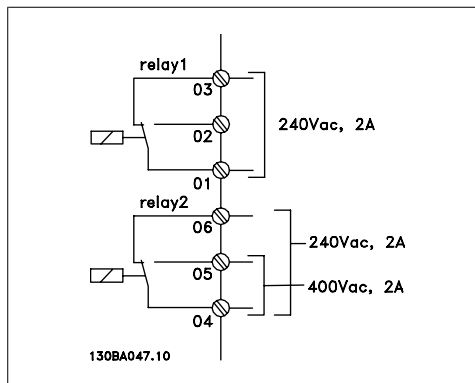 relay1
03
02
240Vac, 2A
01
relay2
06
240Vac, 2A
05
400Vac, 2A
04
130BA047.10